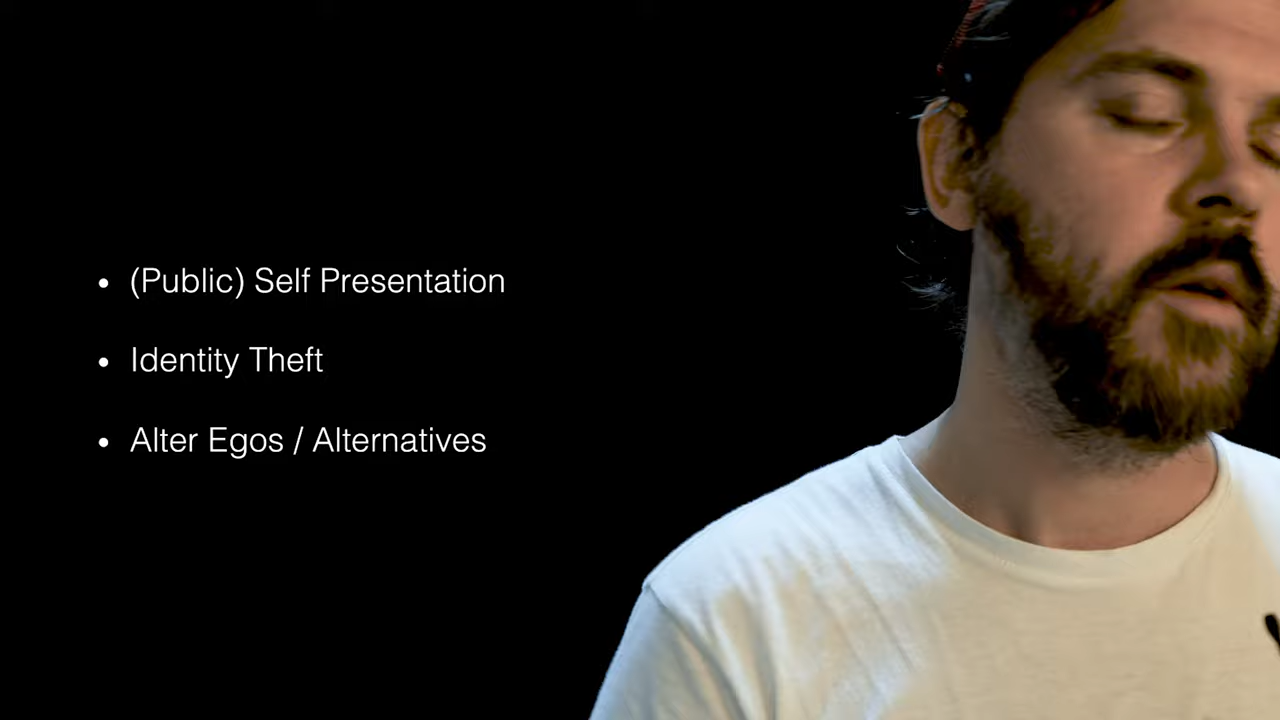 • (Public) Self Presentation
• Identity Theft
• Alter Egos / Alternatives